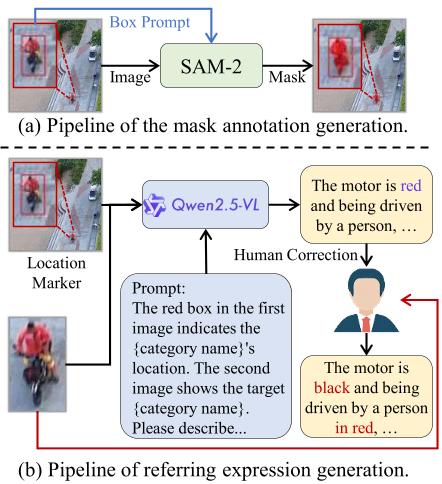 Box Prompt
Image
SAM-2
Mask
(a) Pipeline of the mask annotation generation.
Location
Marker
Qwen2.5-VL
The motor is red
and being driven
by a person, ...
Human Correction
Prompt:
The red box in the first
image indicates the
{category name}'s
location. The second
image shows the target
{category name}.
Please describe...
The motor is
black and being
driven by a person
in red, ...
(b) Pipeline of referring expression generation.